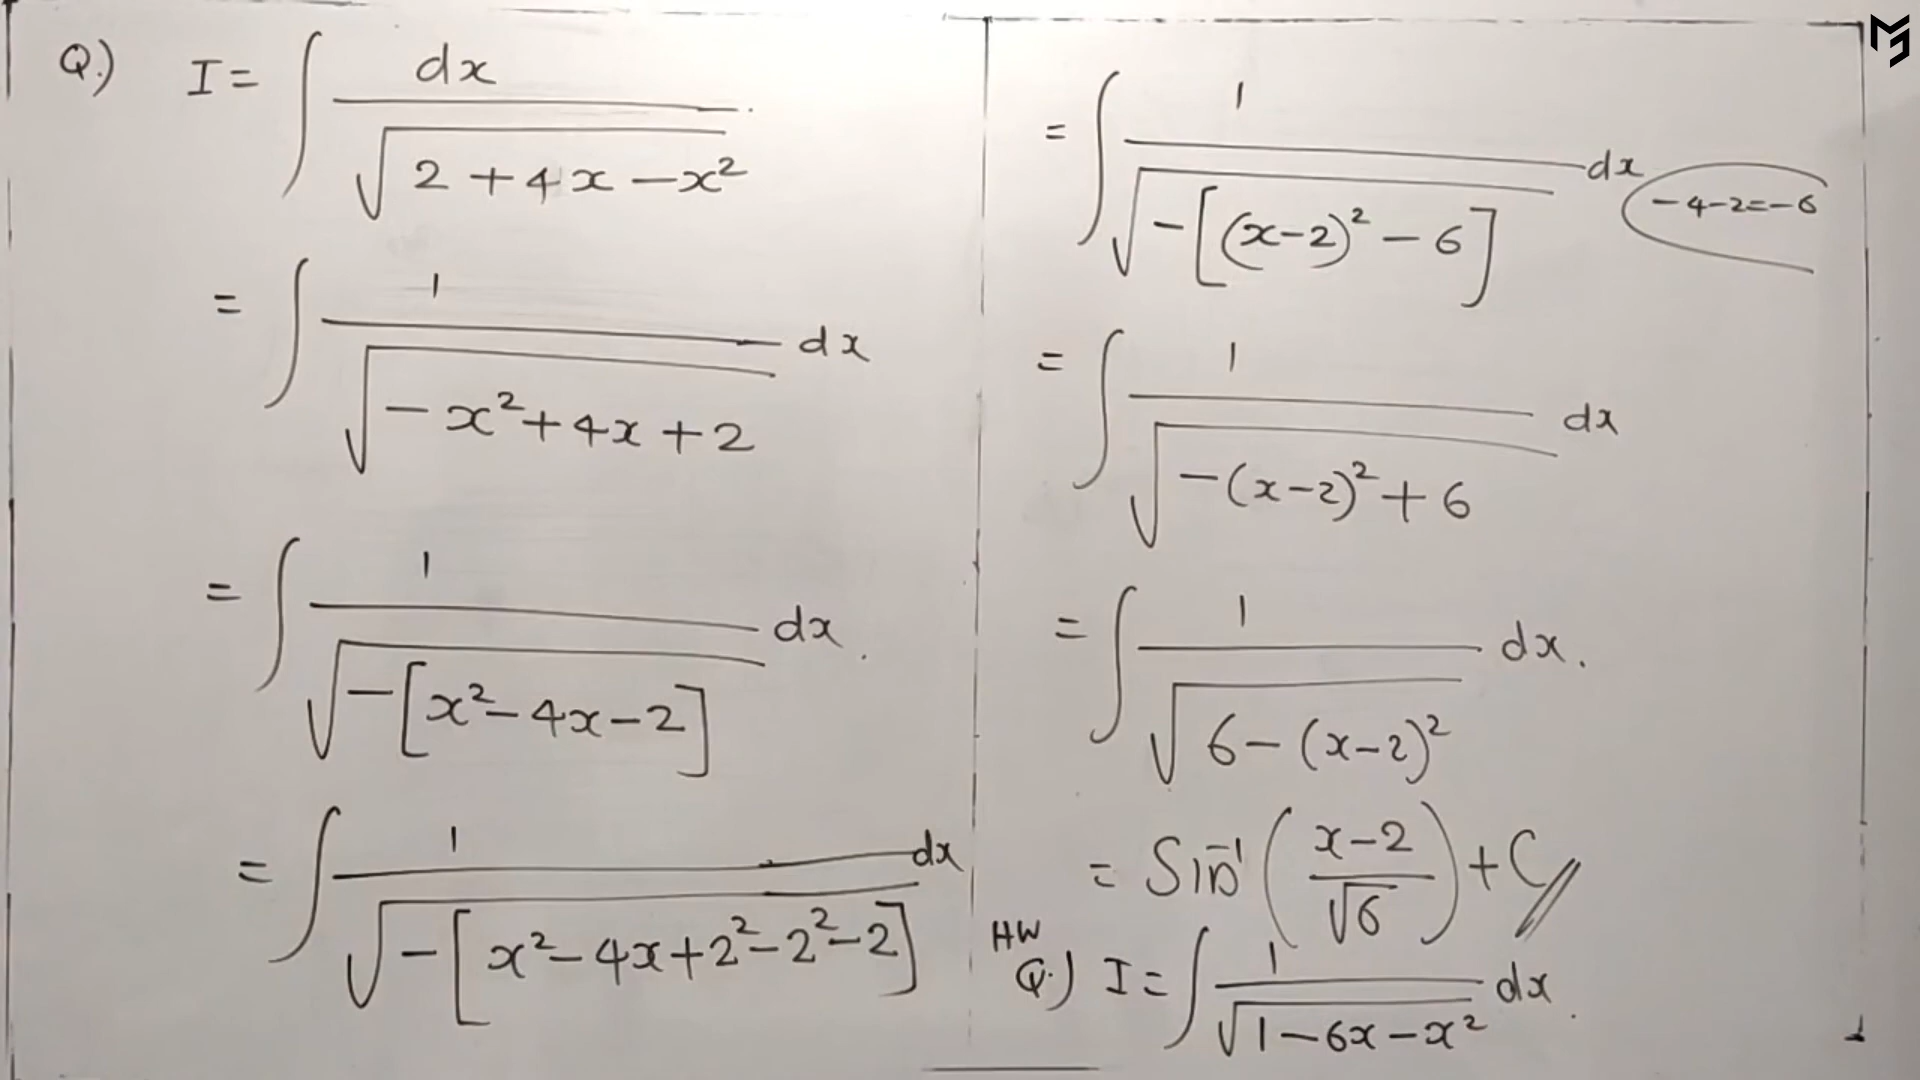 Q.) I = ∫ dx / √(2 + 4x − x²)
= ∫ 1 / √(− x² + 4x + 2) dx
= ∫ 1 / √(−[x² − 4x − 2]) dx.
= ∫ 1 / √(−[x² − 4x + 2² − 2² − 2]) dx
= ∫ 1 / √(−[(x−2)² − 6]) dx
−4−2=−6
= ∫ 1 / √(−(x−2)² + 6) dx
= ∫ 1 / √(6 − (x−2)²) dx.
= Sin⁻¹ ((x−2) / √6) + C//
HW
Q.) I = ∫ 1 / √(1 − 6x − x²) dx.